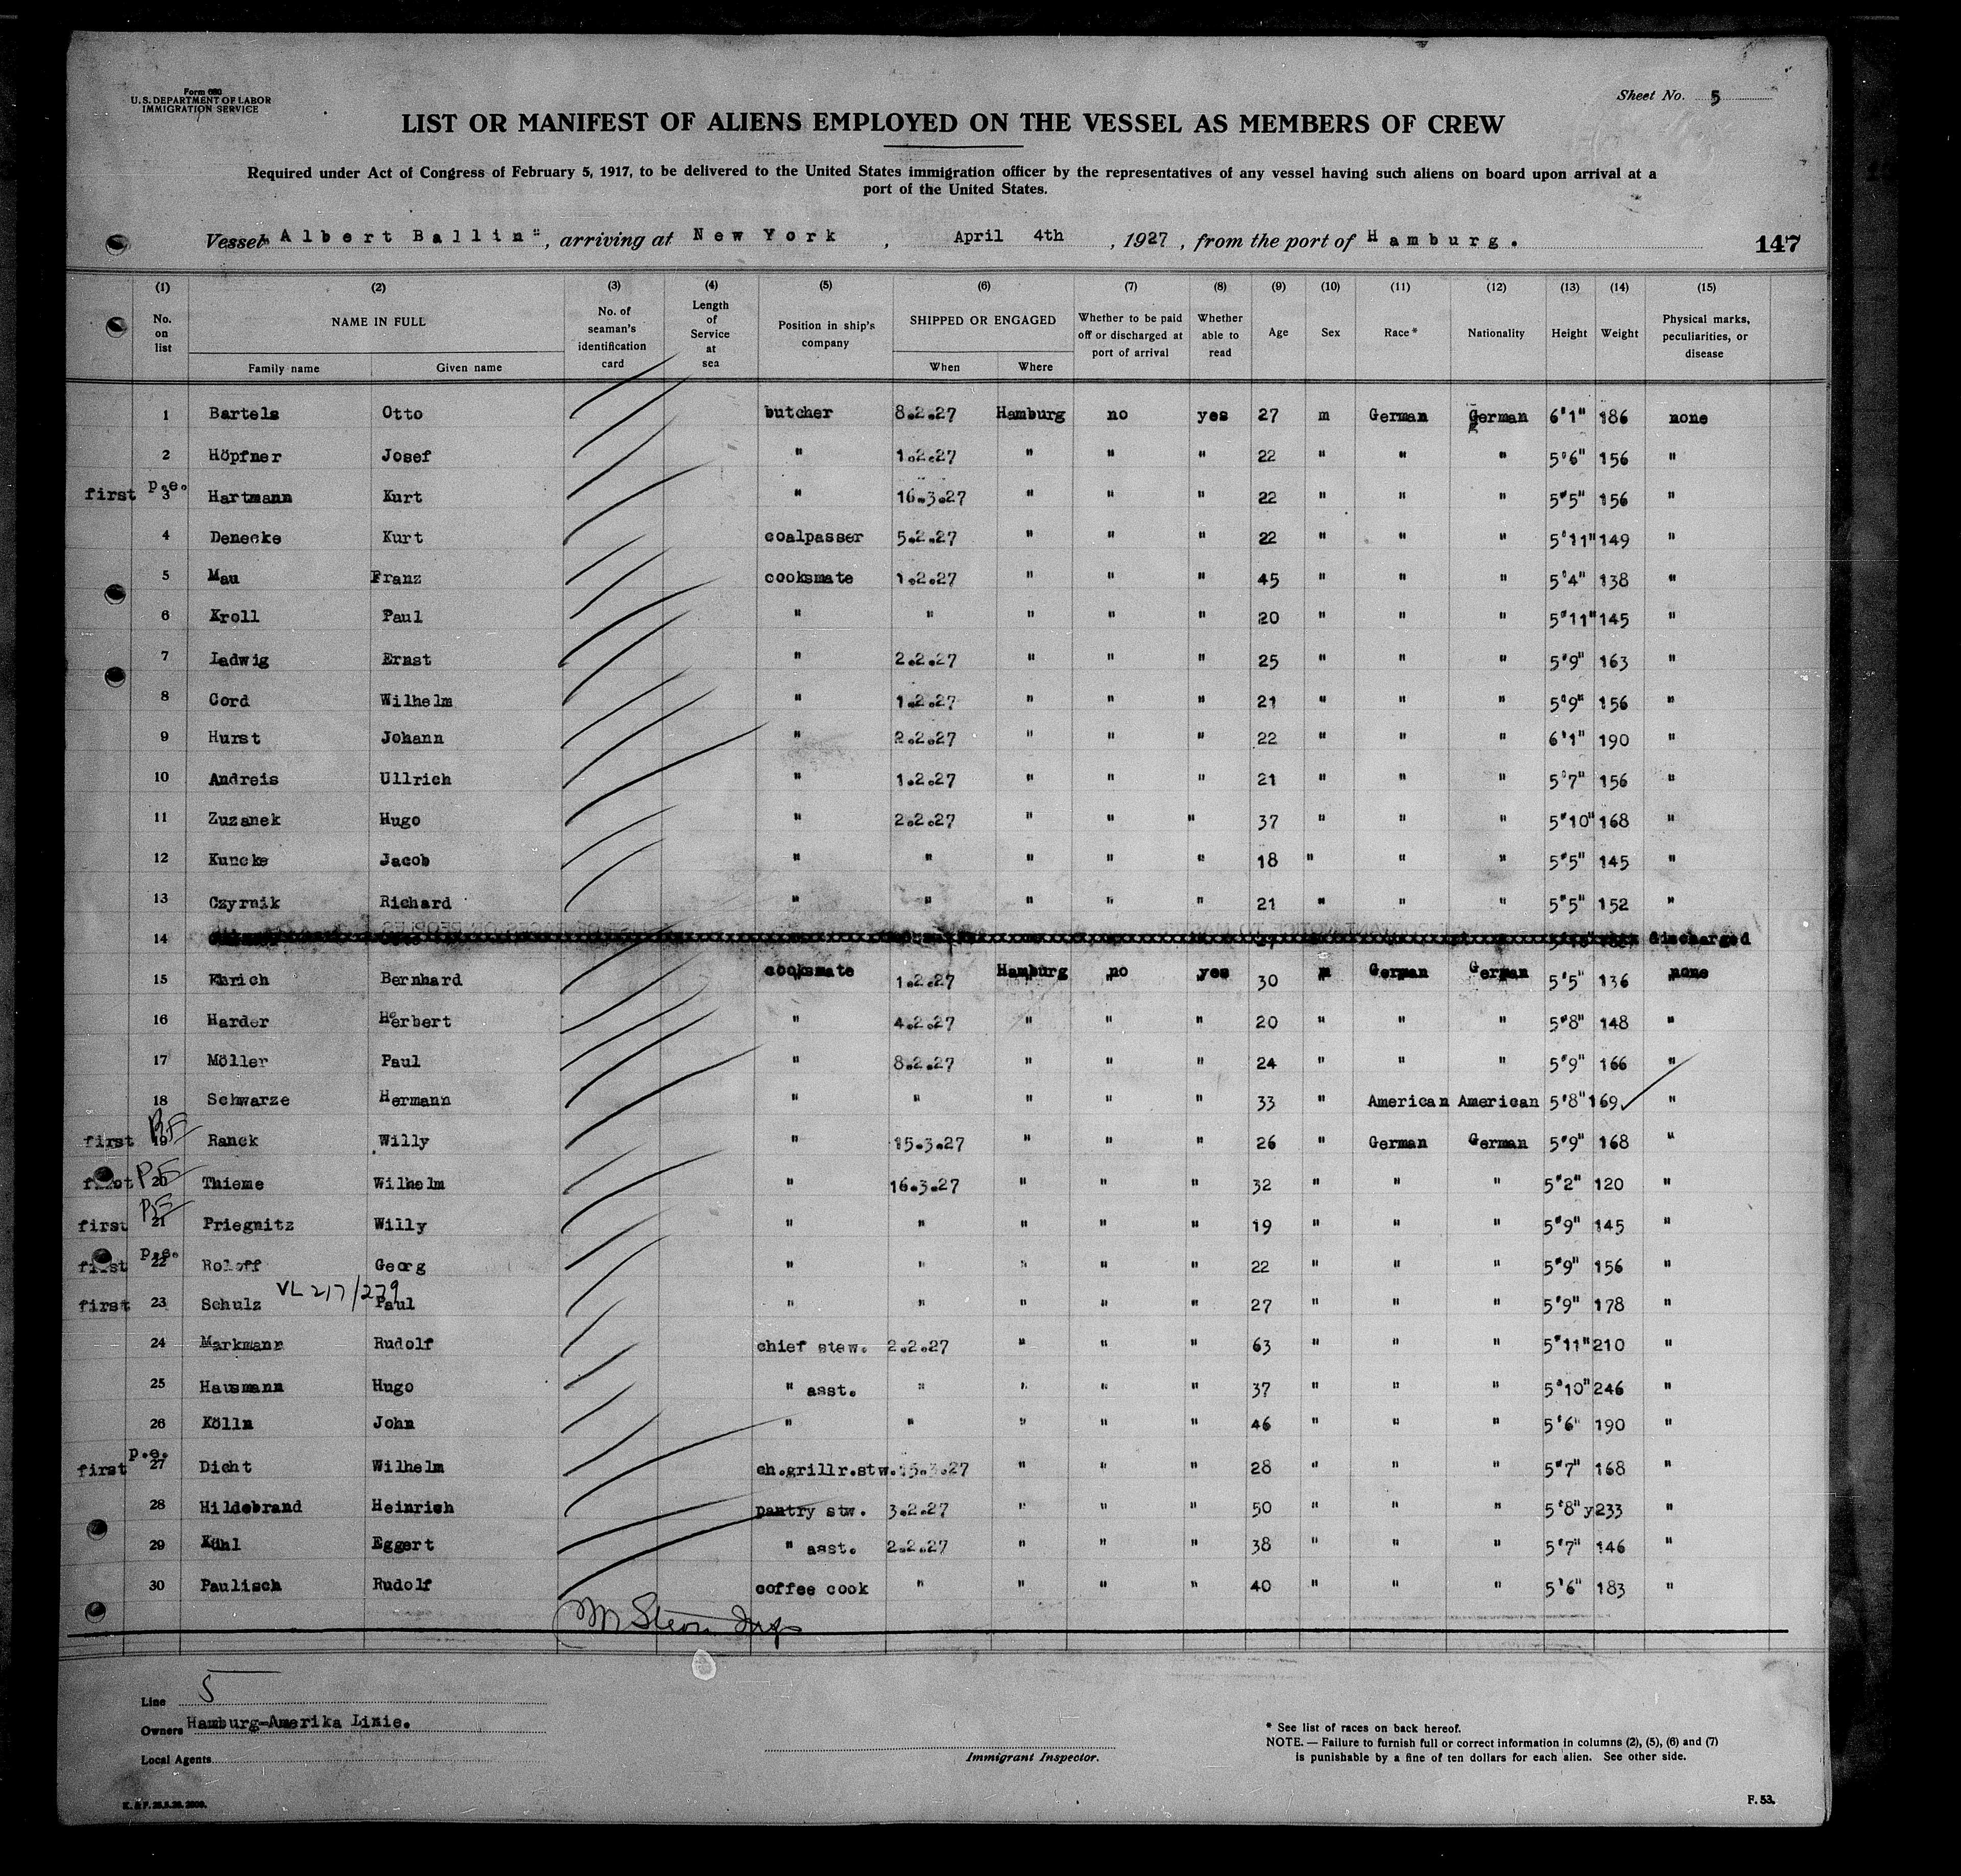 Form 680
U. S. DEPARTMENT OF LABOR
IMMIGRATION SERVICE
Sheet No. 5
LIST OR MANIFEST OF ALIENS EMPLOYED ON THE VESSEL AS MEMBERS OF CREW
Required under Act of Congress of February 5, 1917, to be delivered to the United States immigration officer by the representatives of any vessel having such aliens on board upon arrival at a
port of the United States.
Vessel "Albert Ballin", arriving at New York, April 4th, 1927, from the port of Hamburg.
147
(1) (2) (3) (4) (5) (6) (7) (8) (9) (10) (11) (12) (13) (14) (15)
No. on list NAME IN FULL Family name Given name No. of seaman's identification card Length of Service at sea Position in ship's company SHIPPED OR ENGAGED When Where Whether to be paid off or discharged at port of arrival Whether able to read Age Sex Race* Nationality Height Weight Physical marks, peculiarities, or disease
1 Bartels Otto butcher 8.2.27 Hamburg no yes 27 m German German 6'1" 186 none
2 Höpfner Josef " 1.2.27 " " " 22 " " " 5'6" 156 "
first p.e. 3 Hartmann Kurt " 16.3.27 " " " 22 " " " 5'5" 156 "
4 Denecke Kurt coalpasser 5.2.27 " " " 22 " " " 5'11" 149 "
5 Mau Franz cooksmate 1.2.27 " " " 45 " " " 5'4" 138 "
6 Kroll Paul " " " " " 20 " " " 5'11" 145 "
7 Ladwig Ernst " 2.2.27 " " " 25 " " " 5'9" 163 "
8 Cord Wilhelm " 1.2.27 " " " 21 " " " 5'9" 156 "
9 Hurst Johann " 2.2.27 " " " 22 " " " 6'1" 190 "
10 Andreis Ullrich " 1.2.27 " " " 21 " " " 5'7" 156 "
11 Zuzanek Hugo " 2.2.27 " " " 37 " " " 5'10" 168 "
12 Kuncke Jacob " " " " " 18 " " " 5'5" 145 "
13 Czyrnik Richard " " " " " 21 " " " 5'5" 152 "
14 discharged
15 Ehrich Bernhard cooksmate 1.2.27 Hamburg no yes 30 m German German 5'5" 136 none
16 Harder Herbert " 4.2.27 " " " 20 " " " 5'8" 148 "
17 Möller Paul " 8.2.27 " " " 24 " " " 5'9" 166 "
18 Schwarze Hermann " " " " " 33 " American American 5'8" 169 "
first PE 19 Ranck Willy " 15.3.27 " " " 26 " German German 5'9" 168 "
first PE 20 Thieme Wilhelm " 16.3.27 " " " 32 " " " 5'2" 120 "
first PE 21 Priegnitz Willy " " " " " 19 " " " 5'9" 145 "
first p.e. 22 Roloff Georg " " " " " 22 " " " 5'9" 156 "
VL 217/279
first 23 Schulz Paul " " " " " 27 " " " 5'9" 178 "
24 Markmann Rudolf chief stew. 2.2.27 " " " 63 " " " 5'11" 210 "
25 Hausmann Hugo " asst. " " " " 37 " " " 5'10" 246 "
26 Kölln John " " " " " 46 " " " 5'6" 190 "
first p.e. 27 Dicht Wilhelm ch.grillr.stw. 15.3.27 " " " 28 " " " 5'7" 168 "
28 Hildebrand Heinrich pantry stw. 3.2.27 " " " 50 " " " 5'8"y 233 "
29 Kühl Eggert " asst. 2.2.27 " " " 38 " " " 5'7" 146 "
30 Paulisch Rudolf coffee cook " " " " 40 " " " 5'6" 183 "
Line 5
Owners Hamburg-Amerika Linie.
Local Agents
Immigrant Inspector.
* See list of races on back hereof.
NOTE. — Failure to furnish full or correct information in columns (2), (5), (6) and (7)
is punishable by a fine of ten dollars for each alien. See other side.
F. 53.